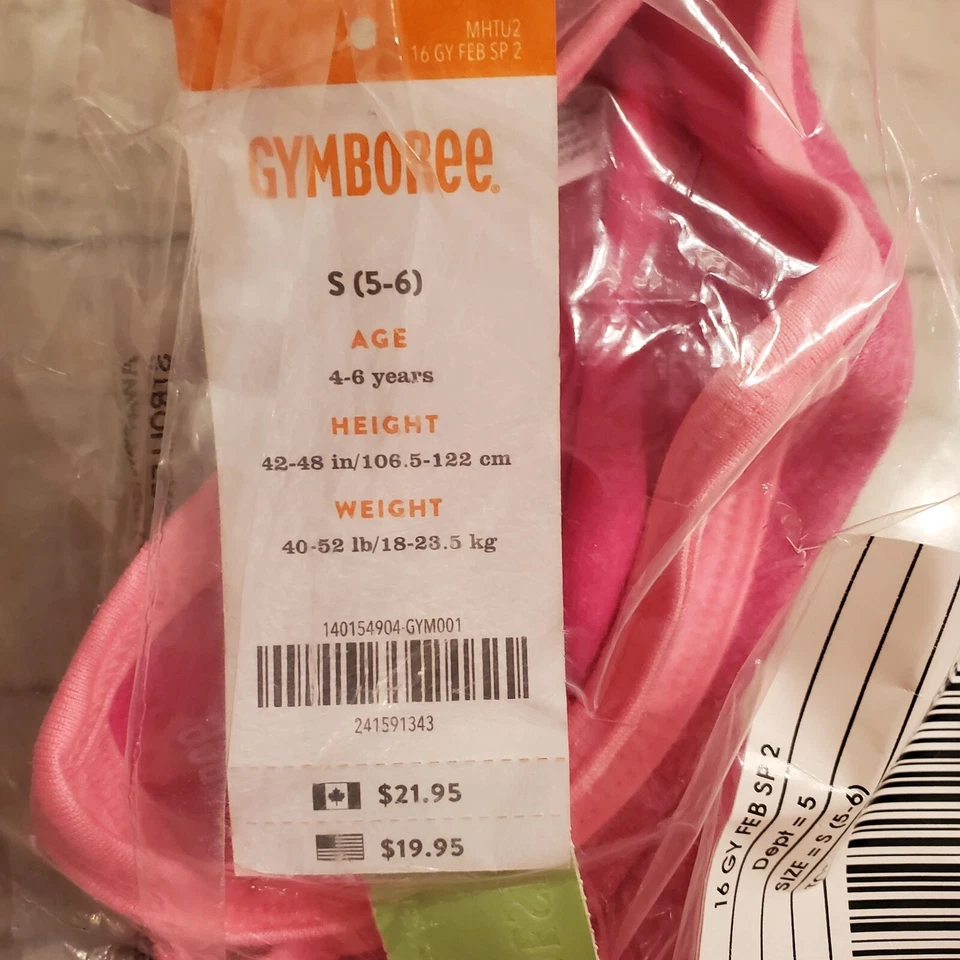 MHTU2
16 GY FEB SP 2
GYMBOREE
S (5-6)
AGE
4-6 years
HEIGHT
42-48 in/106.5-122 cm
WEIGHT
40-52 lb/18-23.5 kg
140154904-GYM001
241591343
$21.95
$19.95
16 GY FEB SP 2
Dept = 5
SIZE = S (5-6)